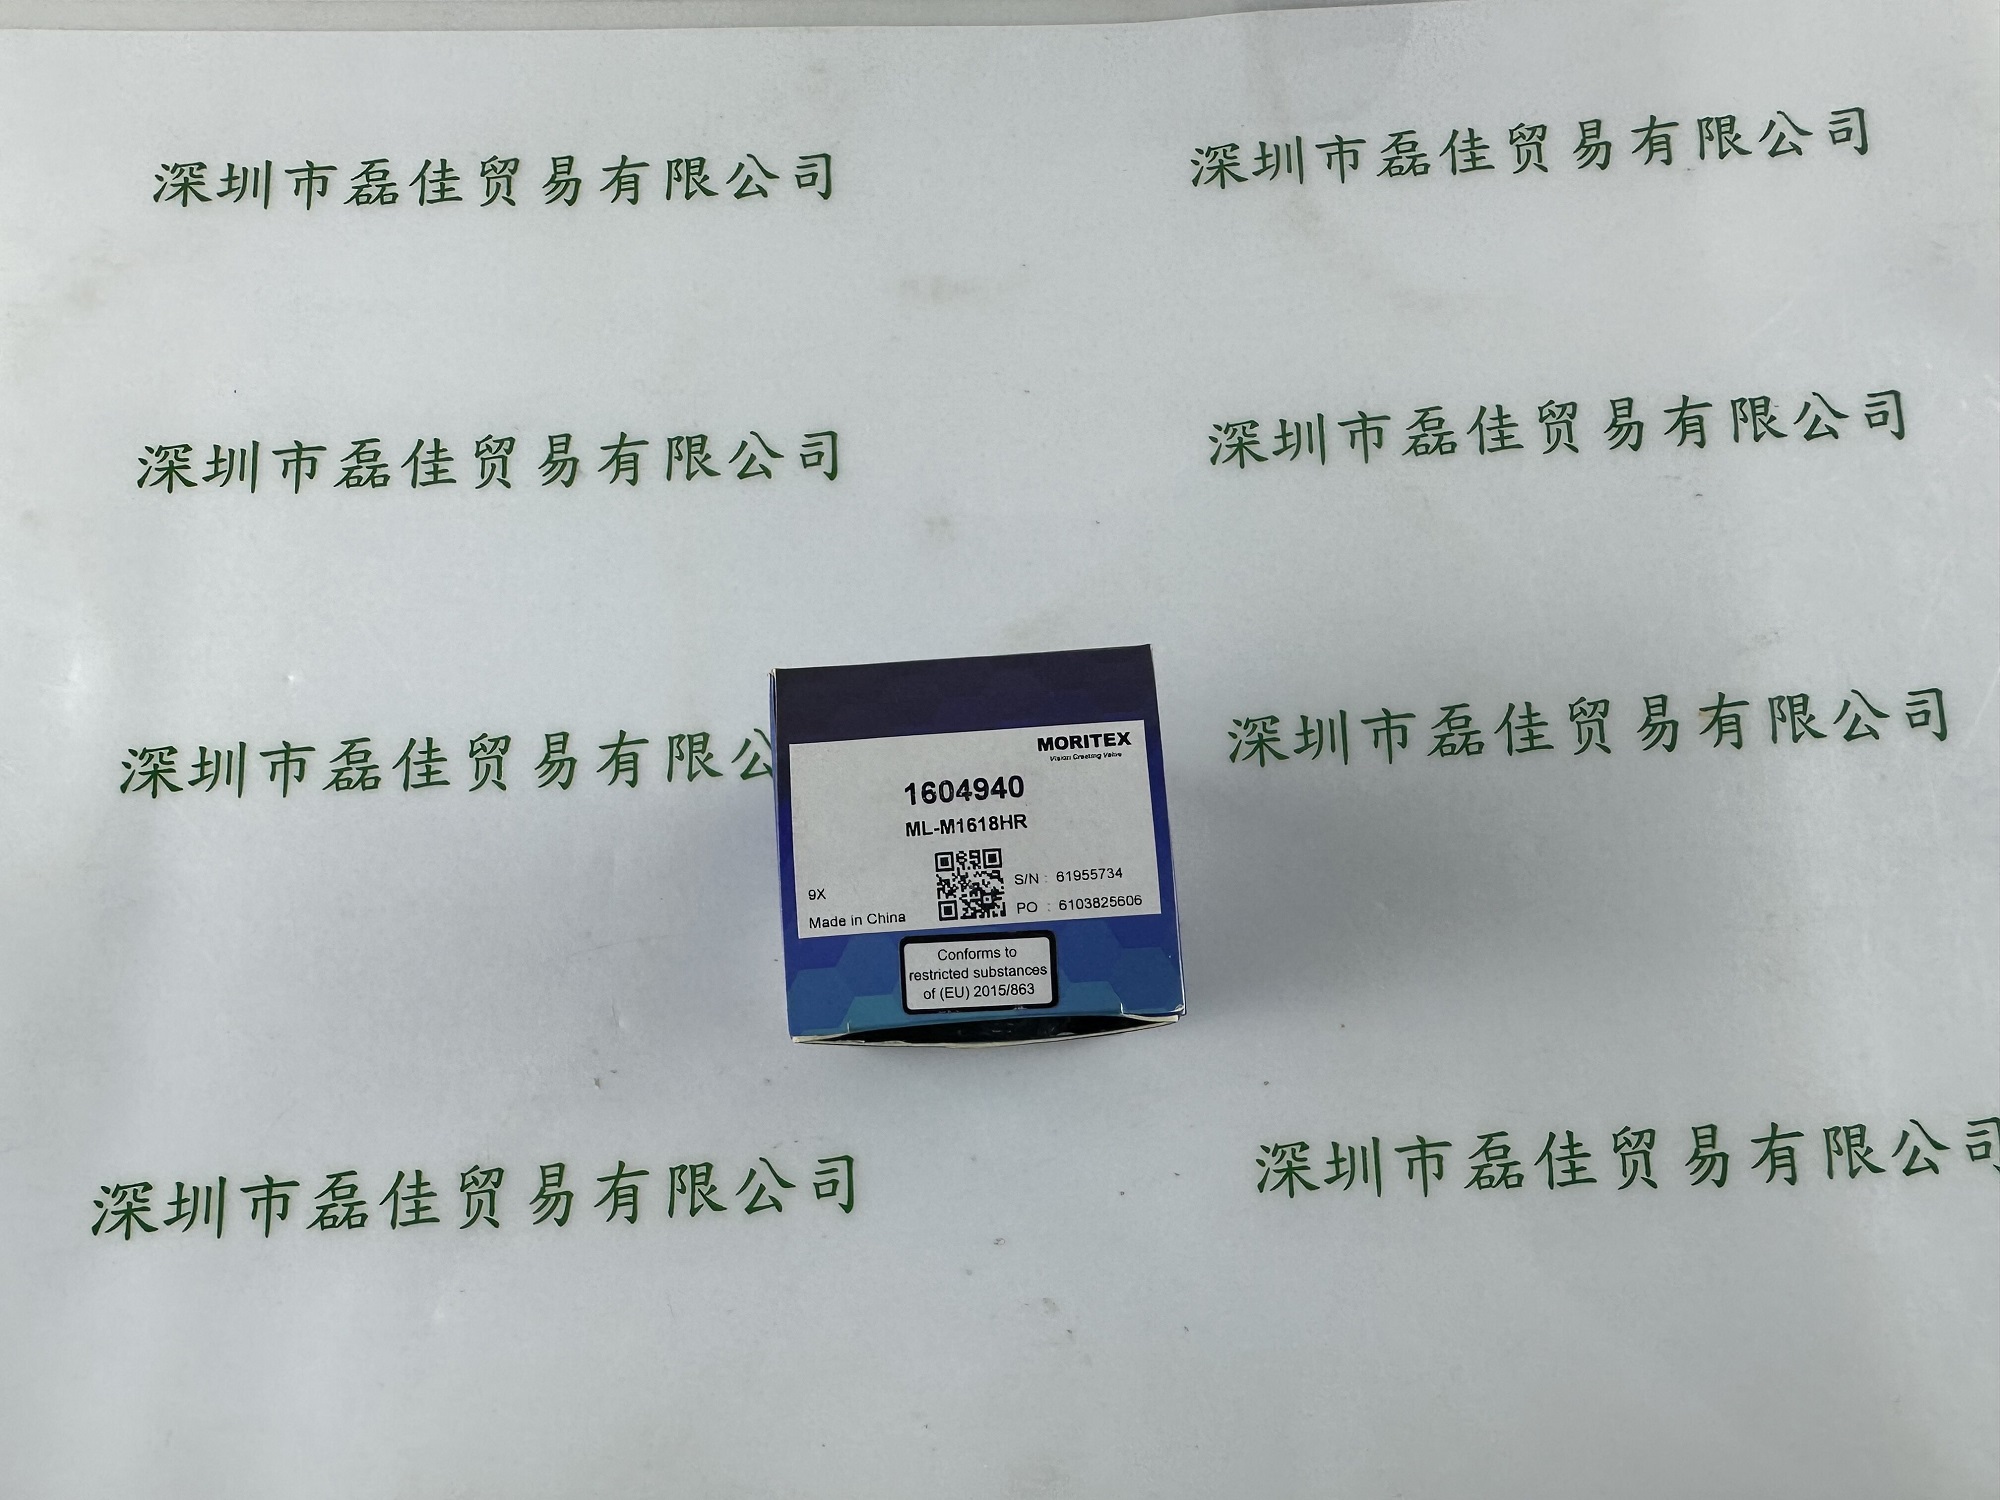 深圳市磊佳贸易有限公司
深圳市磊佳贸易有限公司
深圳市磊佳贸易有限公司
深圳市磊佳贸易有限公司
深圳市磊佳贸易有限公
深圳市磊佳贸易有限公司
MORITEX
Vision Creating Value
1604940
ML-M1618HR
9X
Made in China
S/N : 61955734
PO : 6103825606
Conforms to
restricted substances
of (EU) 2015/863
深圳市磊佳贸易有限公司
深圳市磊佳贸易有限公司